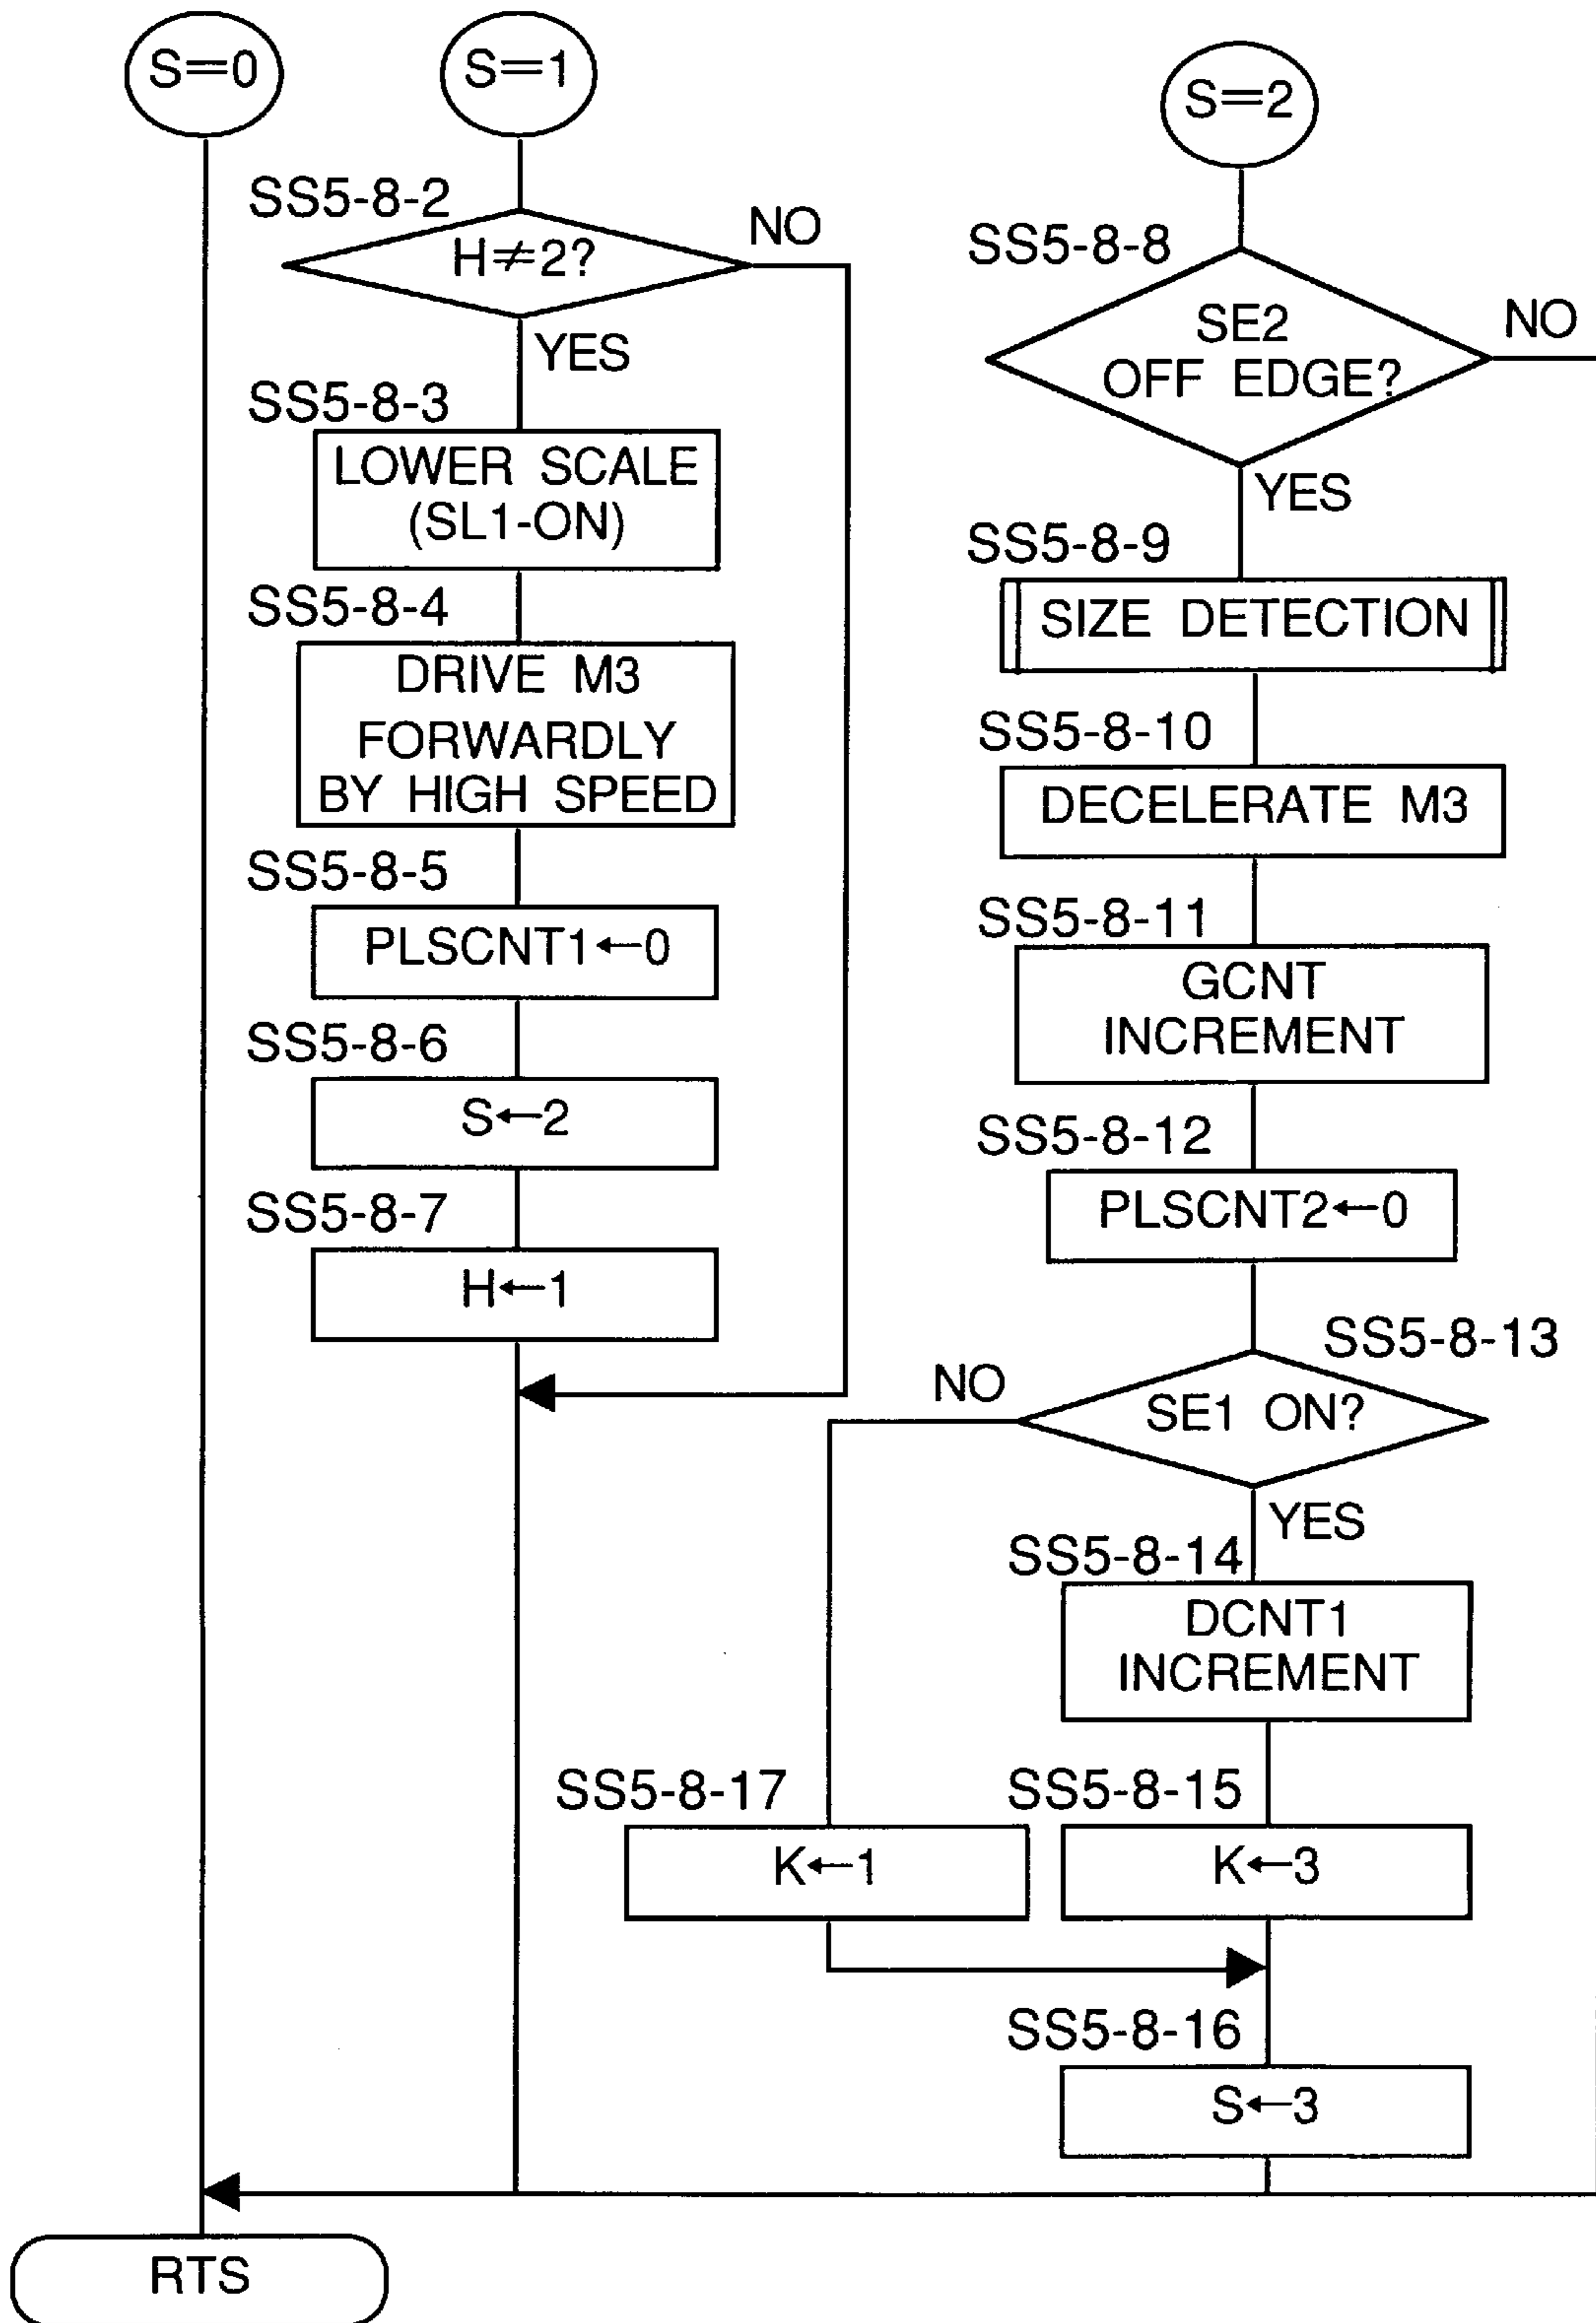 S=0
S=1
SS5-8-2
H≠2?
NO
YES
SS5-8-3
LOWER SCALE
(SL1-ON)
SS5-8-4
DRIVE M3
FORWARDLY
BY HIGH SPEED
SS5-8-5
PLSCNT1←0
SS5-8-6
S←2
SS5-8-7
H←1
S=2
SS5-8-8
SE2
OFF EDGE?
NO
YES
SS5-8-9
SIZE DETECTION
SS5-8-10
DECELERATE M3
SS5-8-11
GCNT
INCREMENT
SS5-8-12
PLSCNT2←0
SS5-8-13
SE1 ON?
NO
YES
SS5-8-14
DCNT1
INCREMENT
SS5-8-15
K←3
SS5-8-17
K←1
SS5-8-16
S←3
RTS